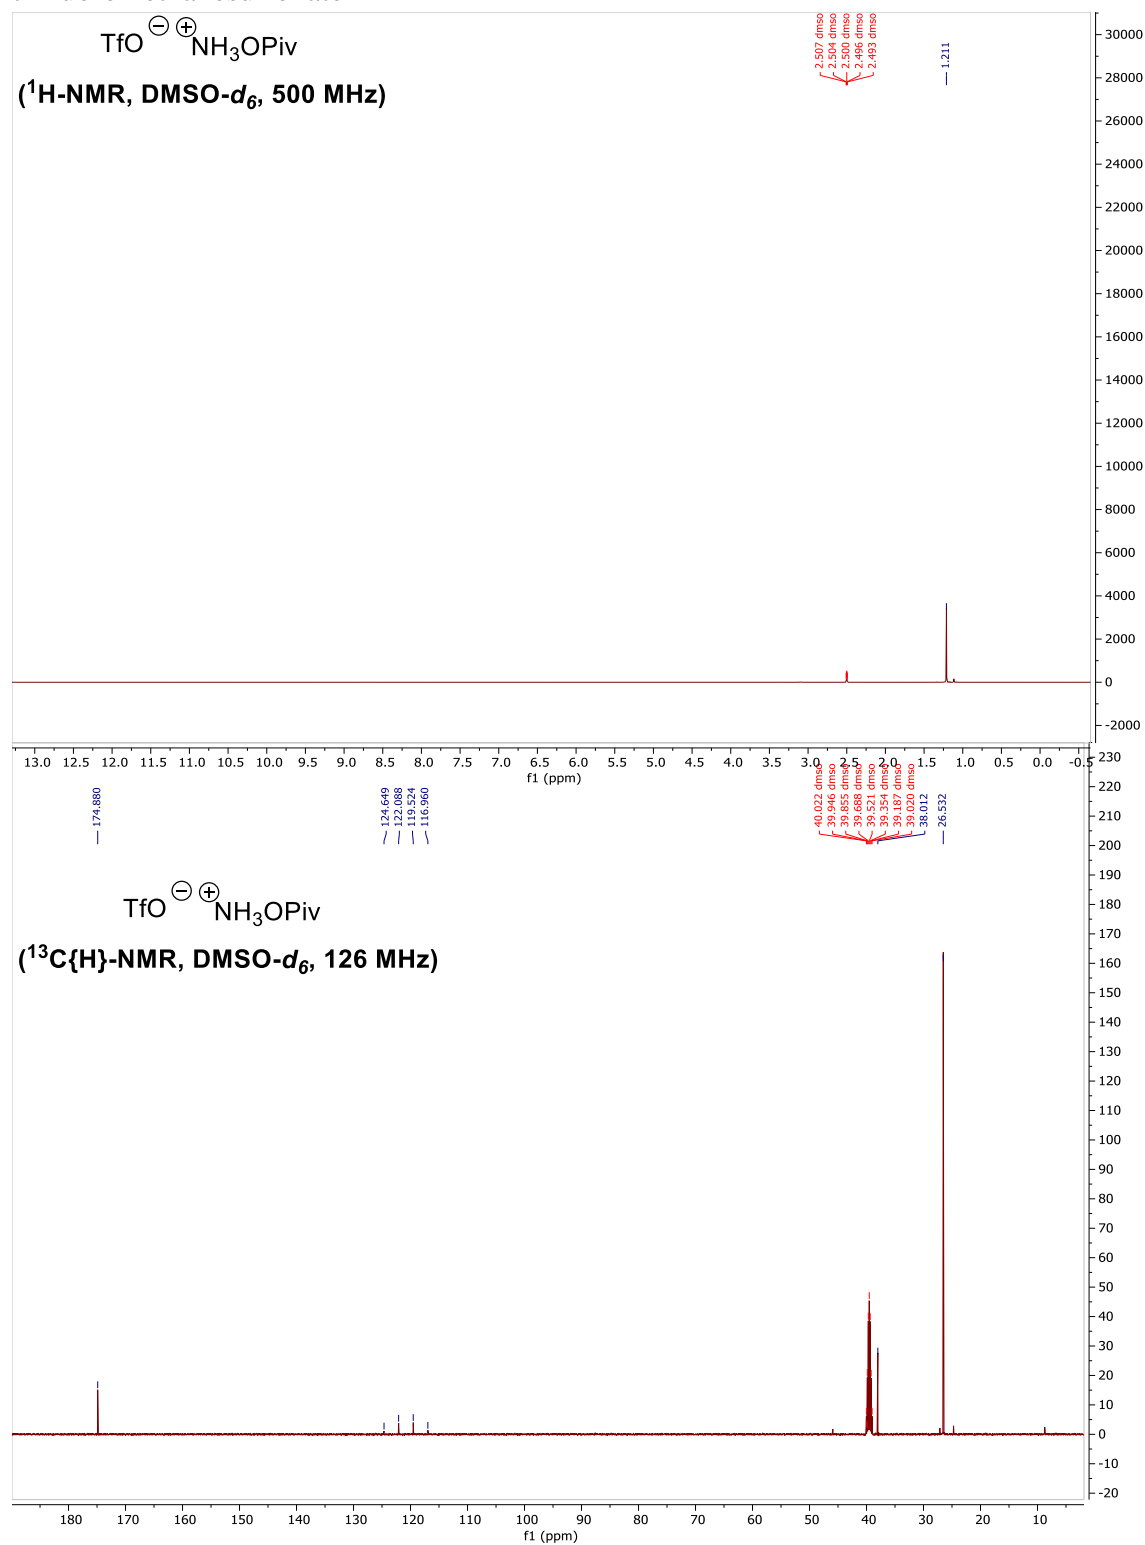 TfO⊖ ⊕NH3OPiv
(1H-NMR, DMSO-d6, 500 MHz)
2.507 dmso
2.504 dmso
2.500 dmso
2.496 dmso
2.493 dmso
1.211
30000
28000
26000
24000
22000
20000
18000
16000
14000
12000
10000
8000
6000
4000
2000
0
-2000
13.0 12.5 12.0 11.5 11.0 10.5 10.0 9.5 9.0 8.5 8.0 7.5 7.0 6.5 6.0 5.5 5.0 4.5 4.0 3.5 3.0 2.5 2.0 1.5 1.0 0.5 0.0 -0.5
f1 (ppm)
174.880
124.649
122.088
119.524
116.960
40.022 dmso
39.946 dmso
39.855 dmso
39.688 dmso
39.521 dmso
39.354 dmso
39.187 dmso
39.020 dmso
38.012
26.532
TfO⊖ ⊕NH3OPiv
(13C{H}-NMR, DMSO-d6, 126 MHz)
230
220
210
200
190
180
170
160
150
140
130
120
110
100
90
80
70
60
50
40
30
20
10
0
-10
-20
180 170 160 150 140 130 120 110 100 90 80 70 60 50 40 30 20 10
f1 (ppm)